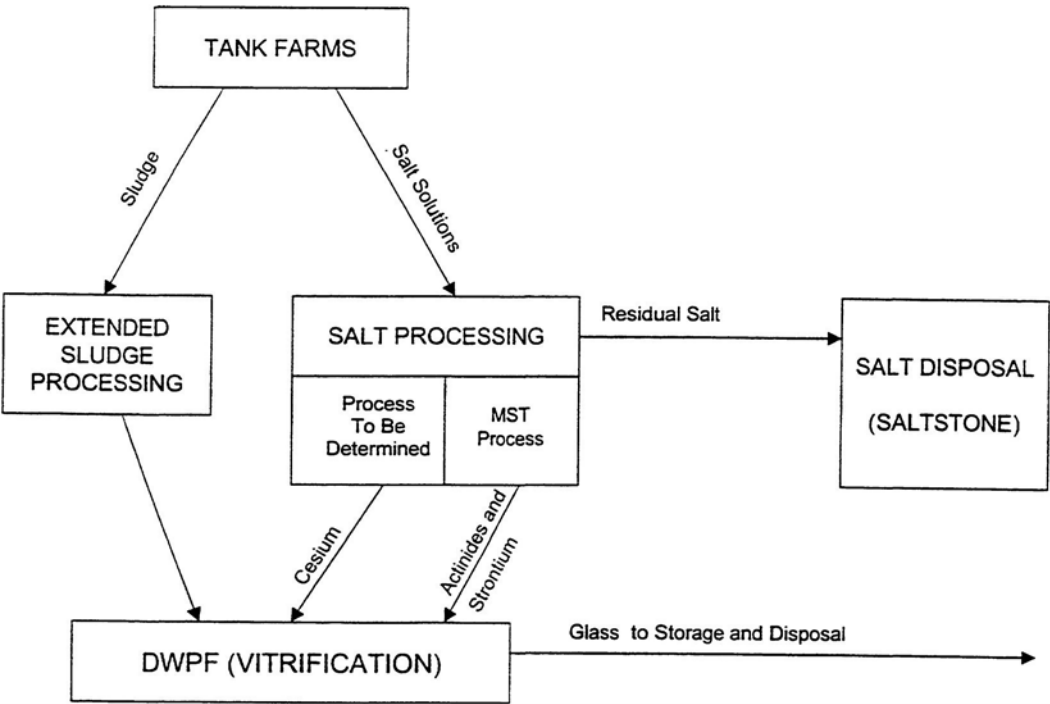 TANK FARMS
Sludge
Salt Solutions
EXTENDED
SLUDGE
PROCESSING
SALT PROCESSING
Process
To Be
Determined
MST
Process
Residual Salt
SALT DISPOSAL
(SALTSTONE)
Cesium
Actinides and
Strontium
DWPF (VITRIFICATION)
Glass to Storage and Disposal